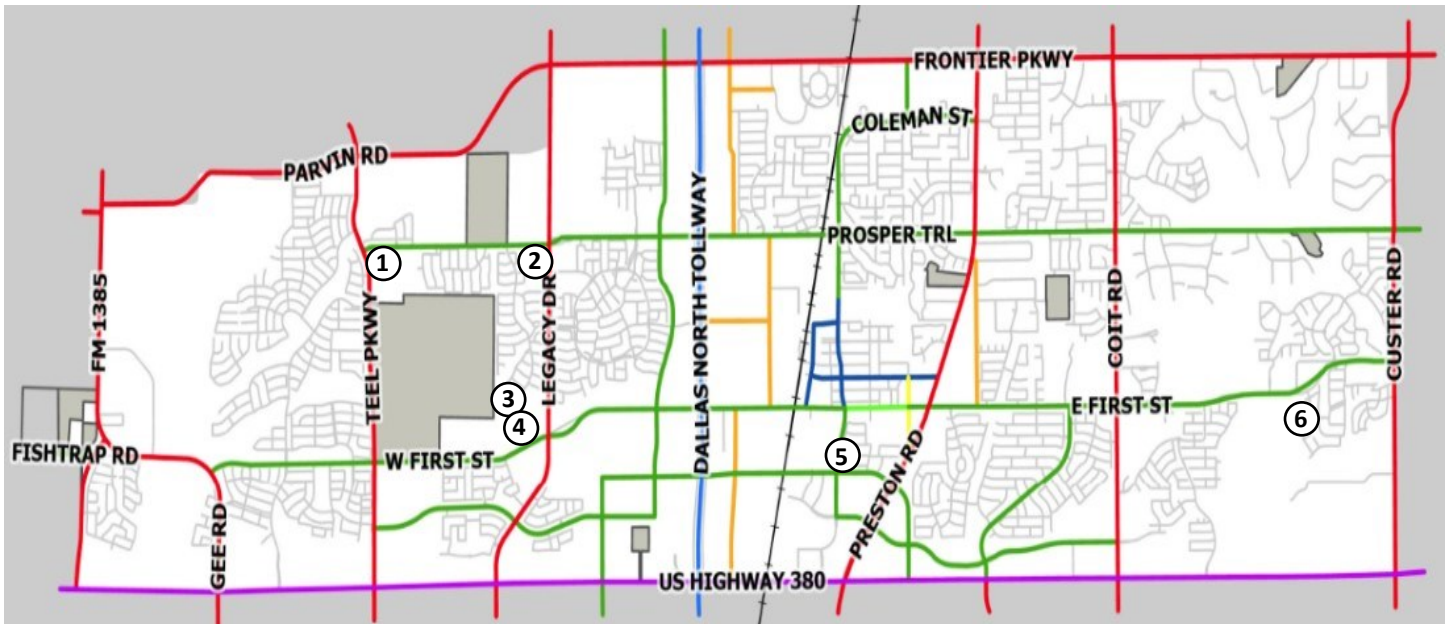 FRONTIER PKWY
COLEMAN ST
PARVIN RD
DALLAS NORTH TOLLWAY
PROSPER TRL
1
2
FM-1385
TEEL PKWY
LEGACY DR
COIT RD
CUSTER RD
3
4
E FIRST ST
6
FISHTRAP RD
W FIRST ST
5
PRESTON RD
GEE RD
US HIGHWAY 380